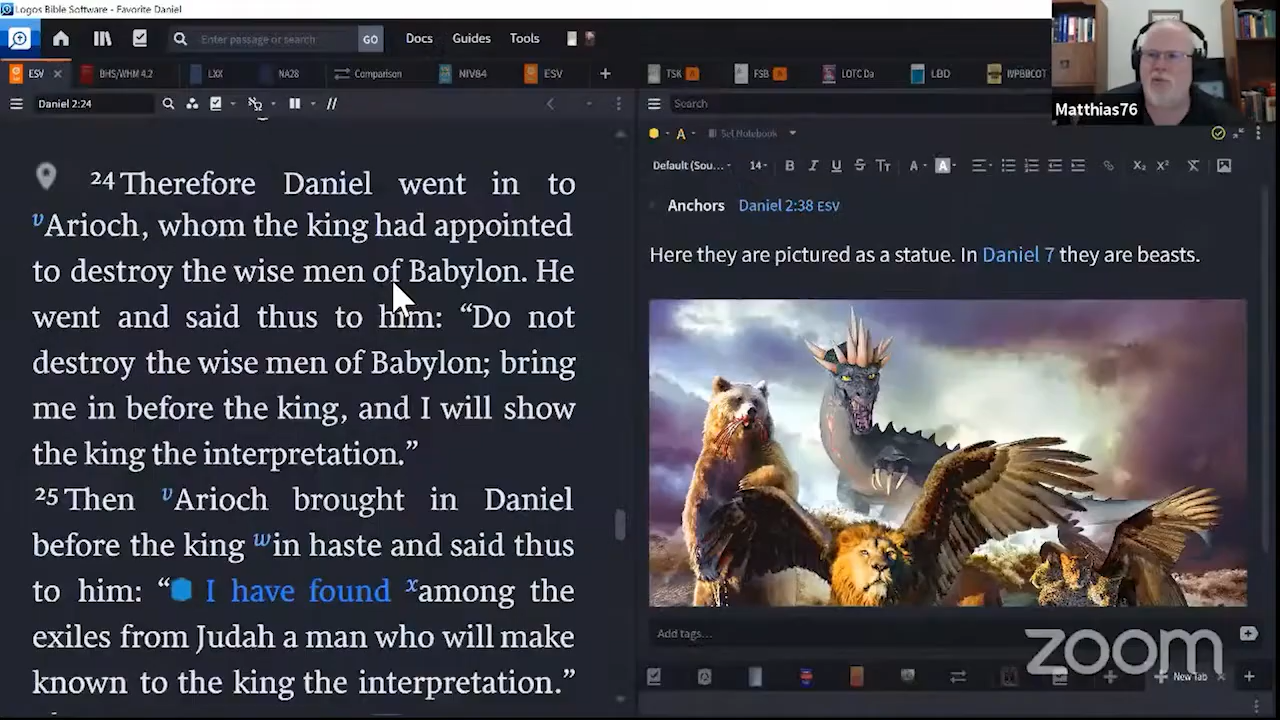 Logos Bible Software - Favorite Daniel
Enter passage or search
GO
Docs
Guides
Tools
Matthias76
ESV
BHS/WHM 4.2
LXX
NA28
Comparison
NIV84
ESV
TSK
FSB
LOTC Da
LBD
IVPBBCOT
Daniel 2:24
Search
A
Set Notebook
Default (Sou...
14
B I U S Tt
A A
X₂ X²
Anchors Daniel 2:38 ESV
Here they are pictured as a statue. In Daniel 7 they are beasts.
24 Therefore Daniel went in to
v Arioch, whom the king had appointed
to destroy the wise men of Babylon. He
went and said thus to him: “Do not
destroy the wise men of Babylon; bring
me in before the king, and I will show
the king the interpretation.”
25 Then v Arioch brought in Daniel
before the king w in haste and said thus
to him: “ I have found x among the
exiles from Judah a man who will make
known to the king the interpretation.”
Add tags...
zoom
New Tab